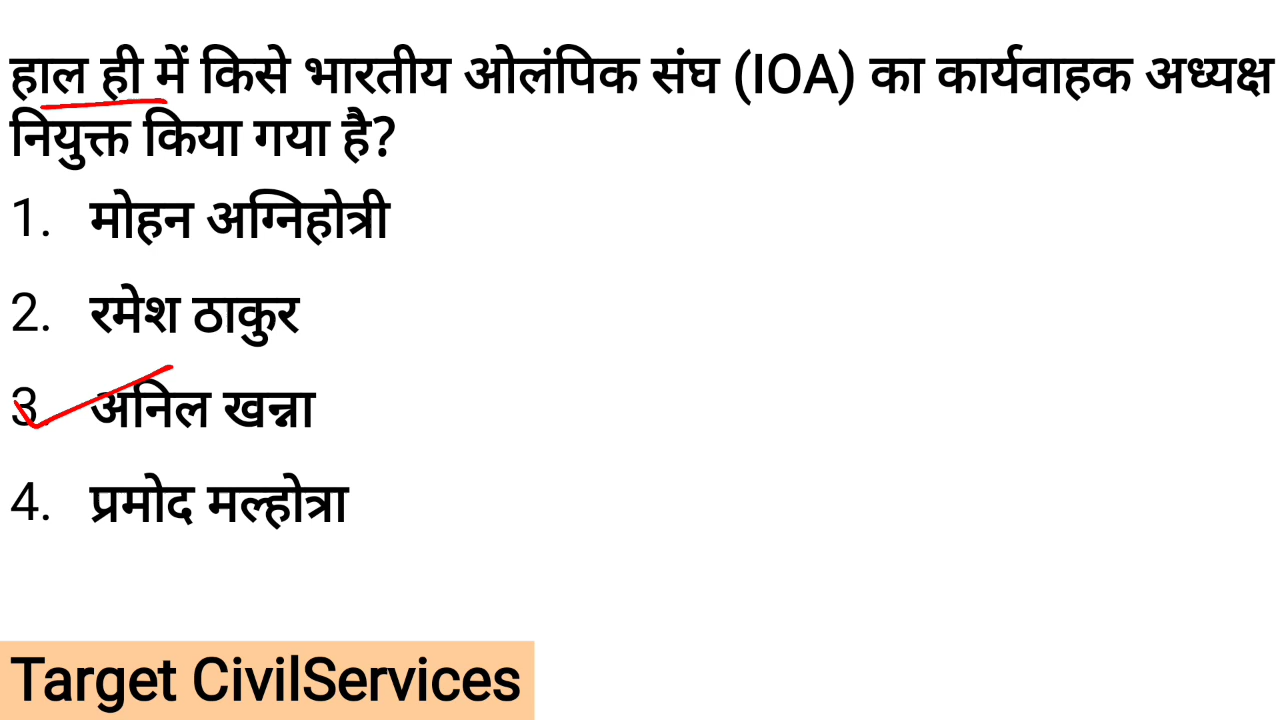 हाल ही में किसे भारतीय ओलंपिक संघ (IOA) का कार्यवाहक अध्यक्ष
नियुक्त किया गया है?
1. मोहन अग्निहोत्री
2. रमेश ठाकुर
3. अनिल खन्ना
4. प्रमोद मल्होत्रा
Target CivilServices